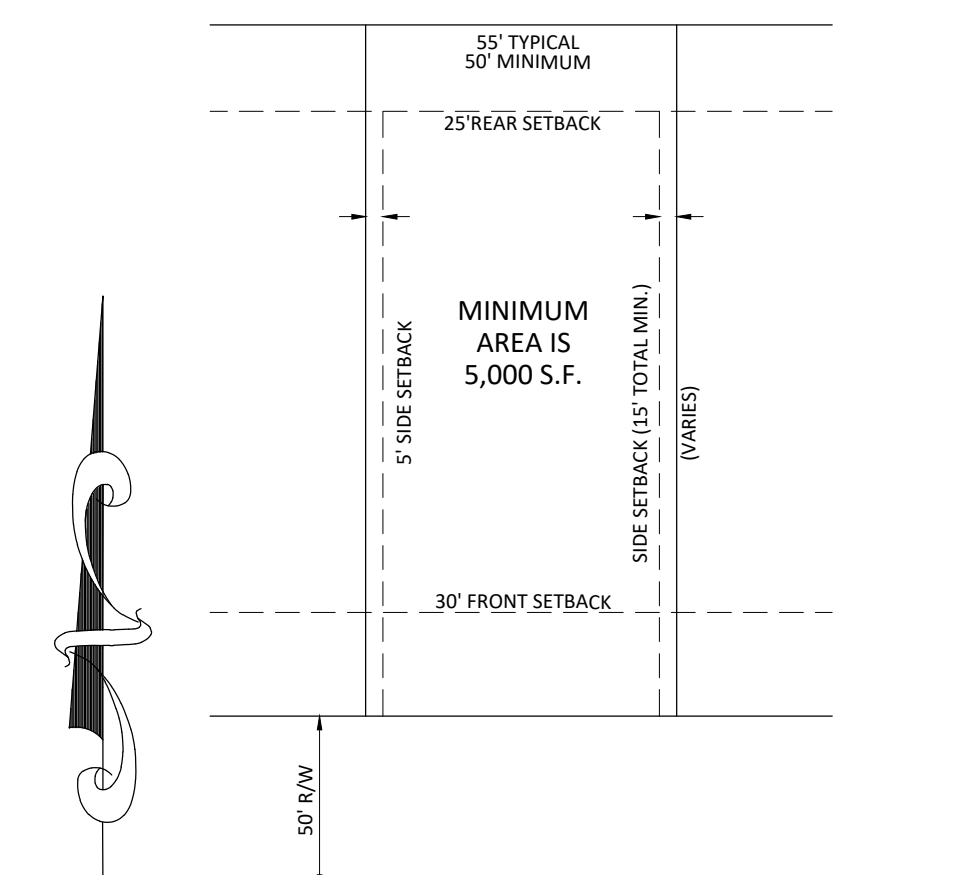 55' TYPICAL
50' MINIMUM
25'REAR SETBACK
MINIMUM
AREA IS
5,000 S.F.
5' SIDE SETBACK
SIDE SETBACK (15' TOTAL MIN.)
(VARIES)
30' FRONT SETBACK
50' R/W